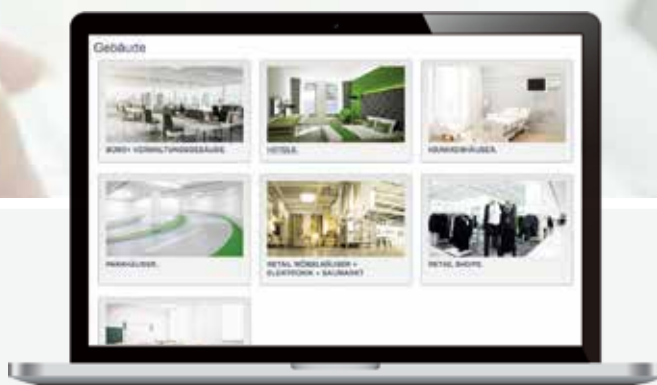 Gebäude
BÜRO+ VERWALTUNGSGEBÄUDE.
HOTELS.
KRANKENHÄUSER.
PARKHÄUSER.
RETAIL MÖBELHÄUSER +
ELEKTRONIK + BAUMARKT
RETAIL SHOPS.